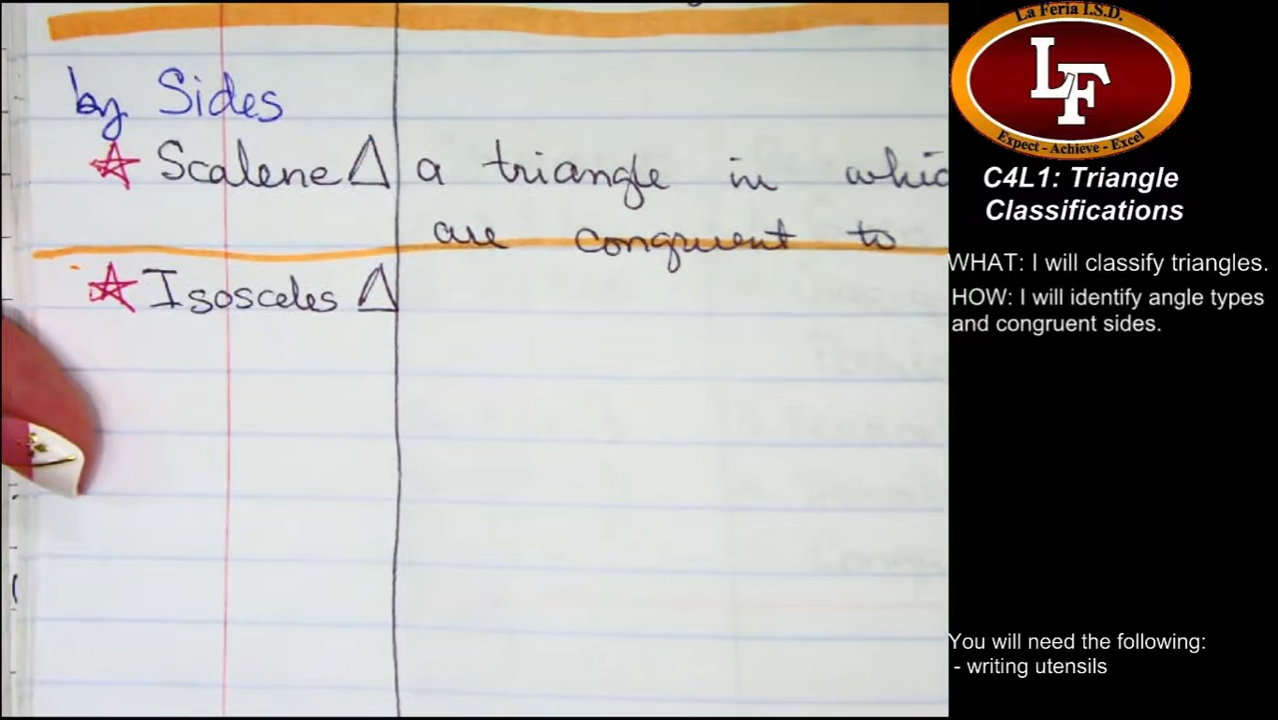 by Sides
☆ Scalene △ a triangle in
are congruent to
☆ Isosceles △
La Feria I.S.D.
LF
Expect - Achieve - Excel
C4L1: Triangle
Classifications
WHAT: I will classify triangles.
HOW: I will identify angle types
and congruent sides.
You will need the following:
- writing utensils